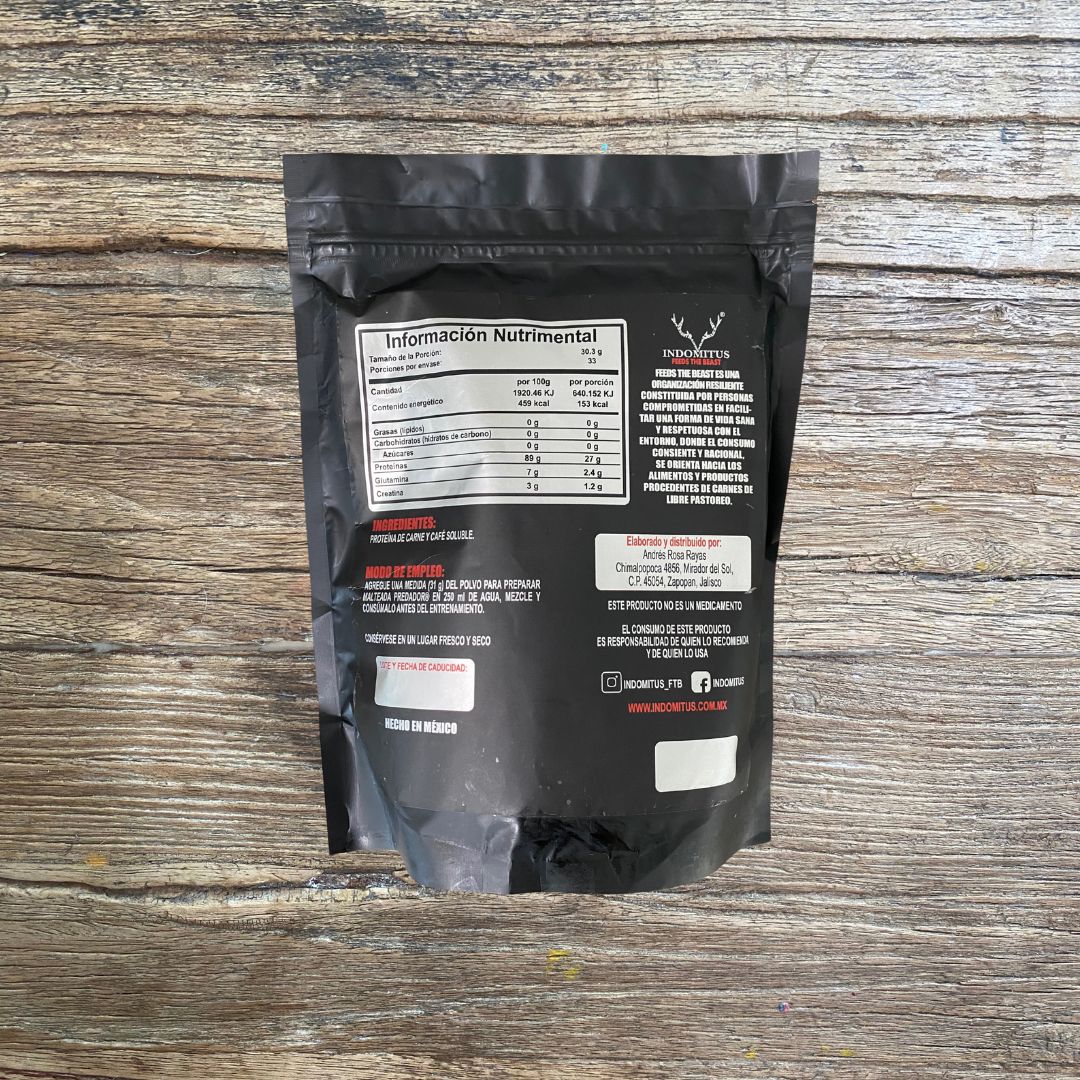 Información Nutrimental
Tamaño de la Porción: 30.3 g
Porciones por envase: 33
Cantidad por 100g por porción
1920.46 KJ 640.152 KJ
Contenido energético 459 kcal 153 kcal
Grasas (lípidos) 0 g 0 g
Carbohidratos (hidratos de carbono) 0 g 0 g
Azúcares 0 g 0 g
Proteínas 89 g 27 g
Glutamina 7 g 2.4 g
Creatina 3 g 1.2 g
INGREDIENTES:
PROTEÍNA DE CARNE Y CAFÉ SOLUBLE.
MODO DE EMPLEO:
AGREGUE UNA MEDIDA (31 g) DEL POLVO PARA PREPARAR
MALTEADA PREDADOR® EN 250 ml DE AGUA, MEZCLE Y
CONSÚMALO ANTES DEL ENTRENAMIENTO.
CONSÉRVESE EN UN LUGAR FRESCO Y SECO
LOTE Y FECHA DE CADUCIDAD:
HECHO EN MÉXICO
®
INDOMITUS
FEEDS THE BEAST
FEEDS THE BEAST ES UNA
ORGANIZACIÓN RESILIENTE
CONSTITUIDA POR PERSONAS
COMPROMETIDAS EN FACILI-
TAR UNA FORMA DE VIDA SANA
Y RESPETUOSA CON EL
ENTORNO, DONDE EL CONSUMO
CONSIENTE Y RACIONAL,
SE ORIENTA HACIA LOS
ALIMENTOS Y PRODUCTOS
PROCEDENTES DE CARNES DE
LIBRE PASTOREO.
Elaborado y distribuido por:
Andrés Rosa Rayas
Chimalpopoca 4856, Mirador del Sol,
C.P. 45054, Zapopan, Jalisco
ESTE PRODUCTO NO ES UN MEDICAMENTO
EL CONSUMO DE ESTE PRODUCTO
ES RESPONSABILIDAD DE QUIEN LO RECOMIENDA
Y DE QUIEN LO USA
INDOMITUS_FTB INDOMITUS
WWW.INDOMITUS.COM.MX